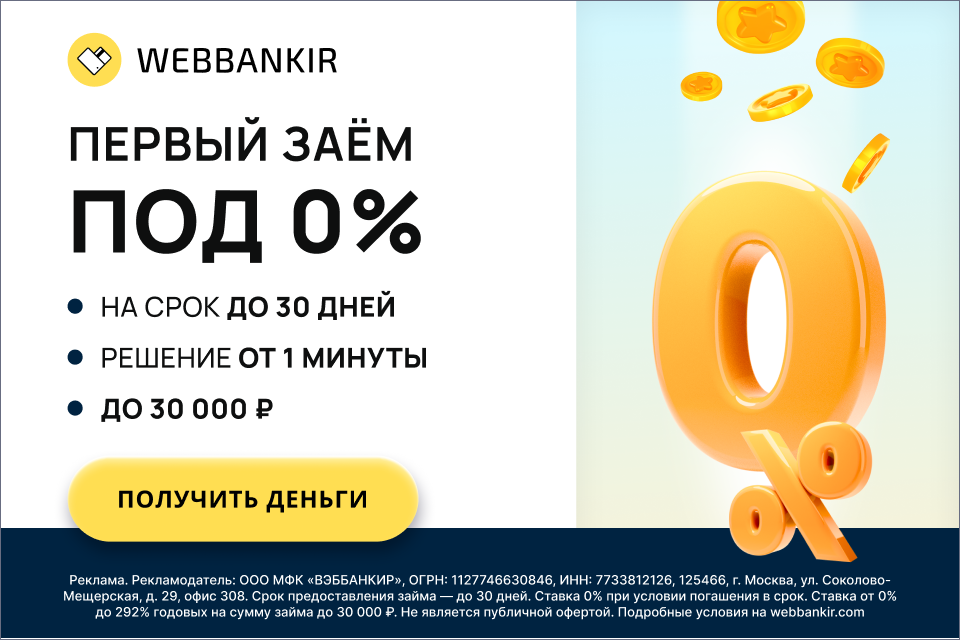 WEBBANKIR
ПЕРВЫЙ ЗАЁМ
ПОД 0%
НА СРОК ДО 30 ДНЕЙ
РЕШЕНИЕ ОТ 1 МИНУТЫ
ДО 30 000 ₽
ПОЛУЧИТЬ ДЕНЬГИ
0%
Реклама. Рекламодатель: ООО МФК «ВЭББАНКИР», ОГРН: 1127746630846, ИНН: 7733812126, 125466, г. Москва, ул. Соколово-
Мещерская, д. 29, офис 308. Срок предоставления займа — до 30 дней. Ставка 0% при условии погашения в срок. Ставка от 0%
до 292% годовых на сумму займа до 30 000 ₽. Не является публичной офертой. Подробные условия на webbankir.com